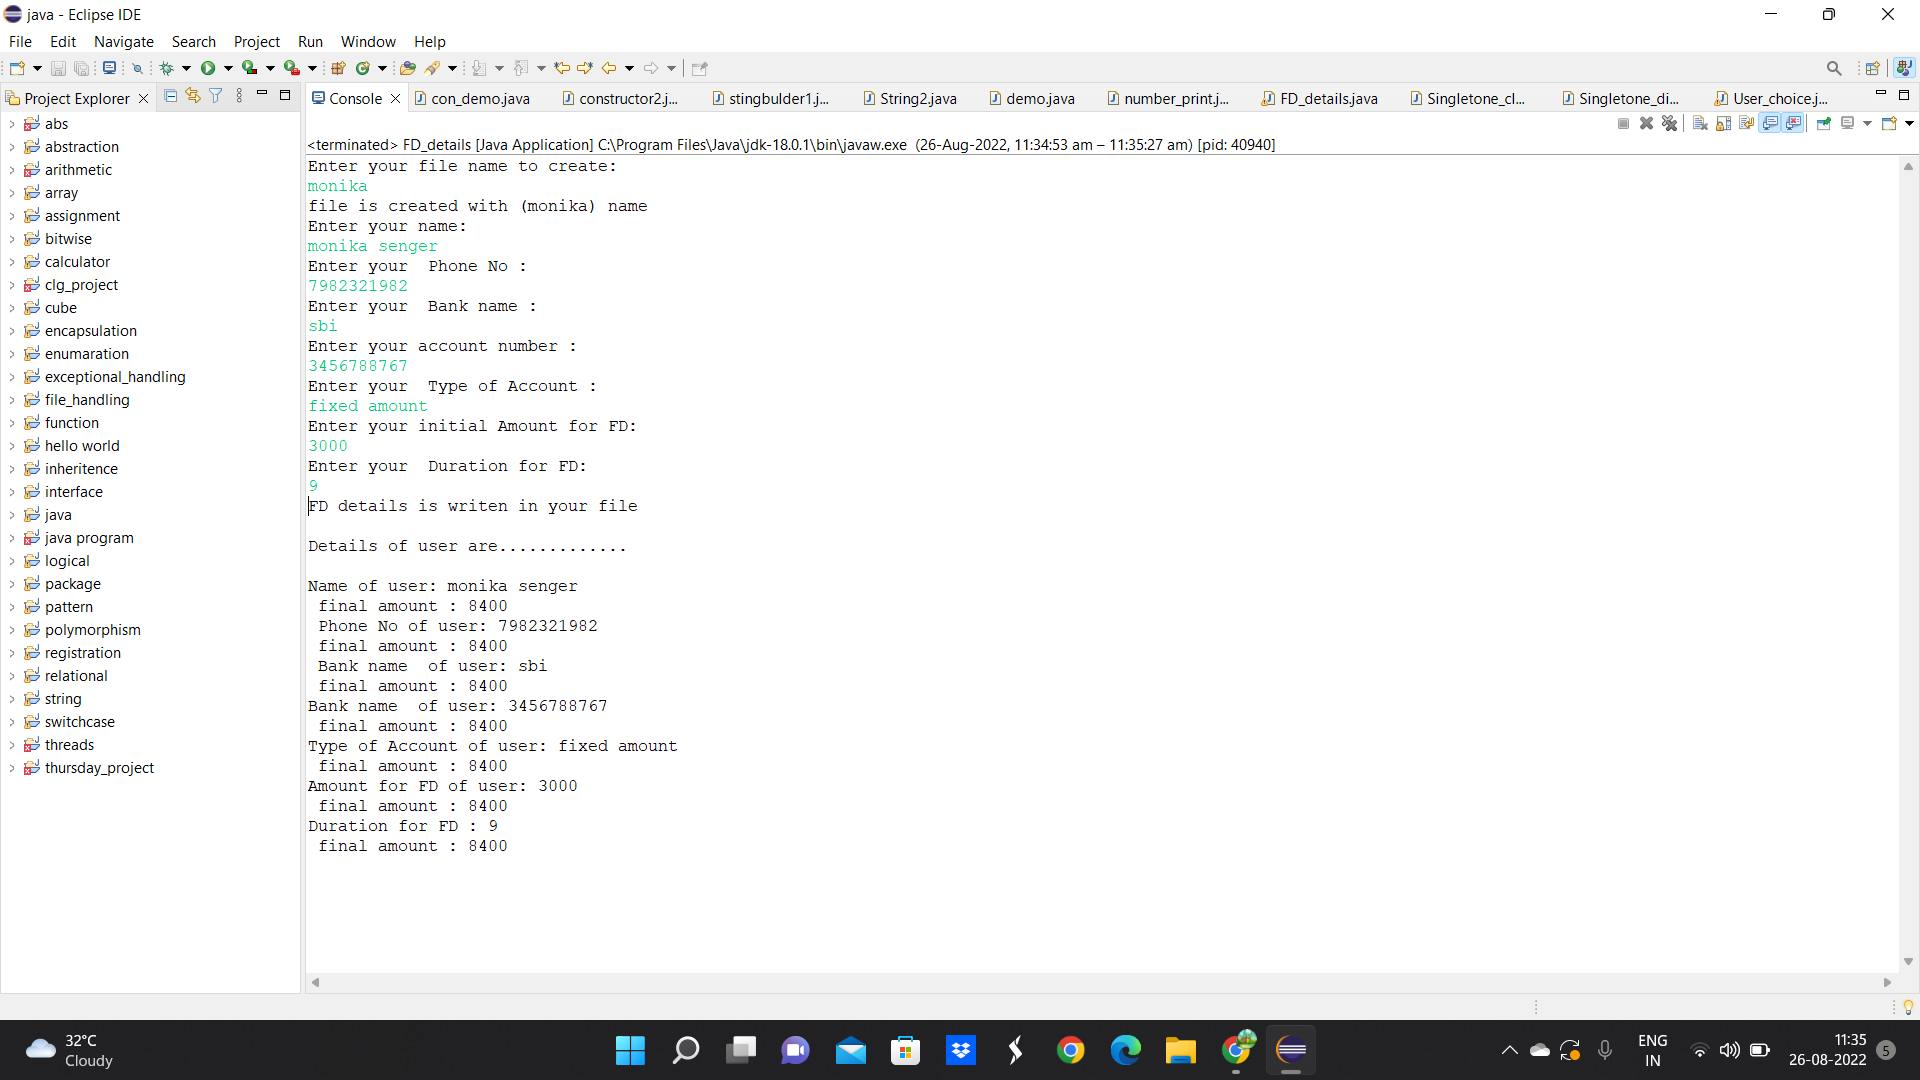 java - Eclipse IDE
File Edit Navigate Search Project Run Window Help
Project Explorer
abs
abstraction
arithmetic
array
assignment
bitwise
calculator
clg_project
cube
encapsulation
enumaration
exceptional_handling
file_handling
function
hello world
inheritence
interface
java
java program
logical
package
pattern
polymorphism
registration
relational
string
switchcase
threads
thursday_project
Console con_demo.java constructor2.j... stingbulder1.j... String2.java demo.java number_print.j... FD_details.java Singletone_cl... Singletone_di... User_choice.j...
<terminated> FD_details [Java Application] C:\Program Files\Java\jdk-18.0.1\bin\javaw.exe (26-Aug-2022, 11:34:53 am – 11:35:27 am) [pid: 40940]
Enter your file name to create:
monika
file is created with (monika) name
Enter your name:
monika senger
Enter your  Phone No :
7982321982
Enter your  Bank name :
sbi
Enter your account number :
3456788767
Enter your  Type of Account :
fixed amount
Enter your initial Amount for FD:
3000
Enter your  Duration for FD:
9
FD details is writen in your file
Details of user are.............
Name of user: monika senger
final amount : 8400
Phone No of user: 7982321982
final amount : 8400
Bank name  of user: sbi
final amount : 8400
Bank name  of user: 3456788767
final amount : 8400
Type of Account of user: fixed amount
final amount : 8400
Amount for FD of user: 3000
final amount : 8400
Duration for FD : 9
final amount : 8400
32°C
Cloudy
ENG
IN
11:35
26-08-2022
5